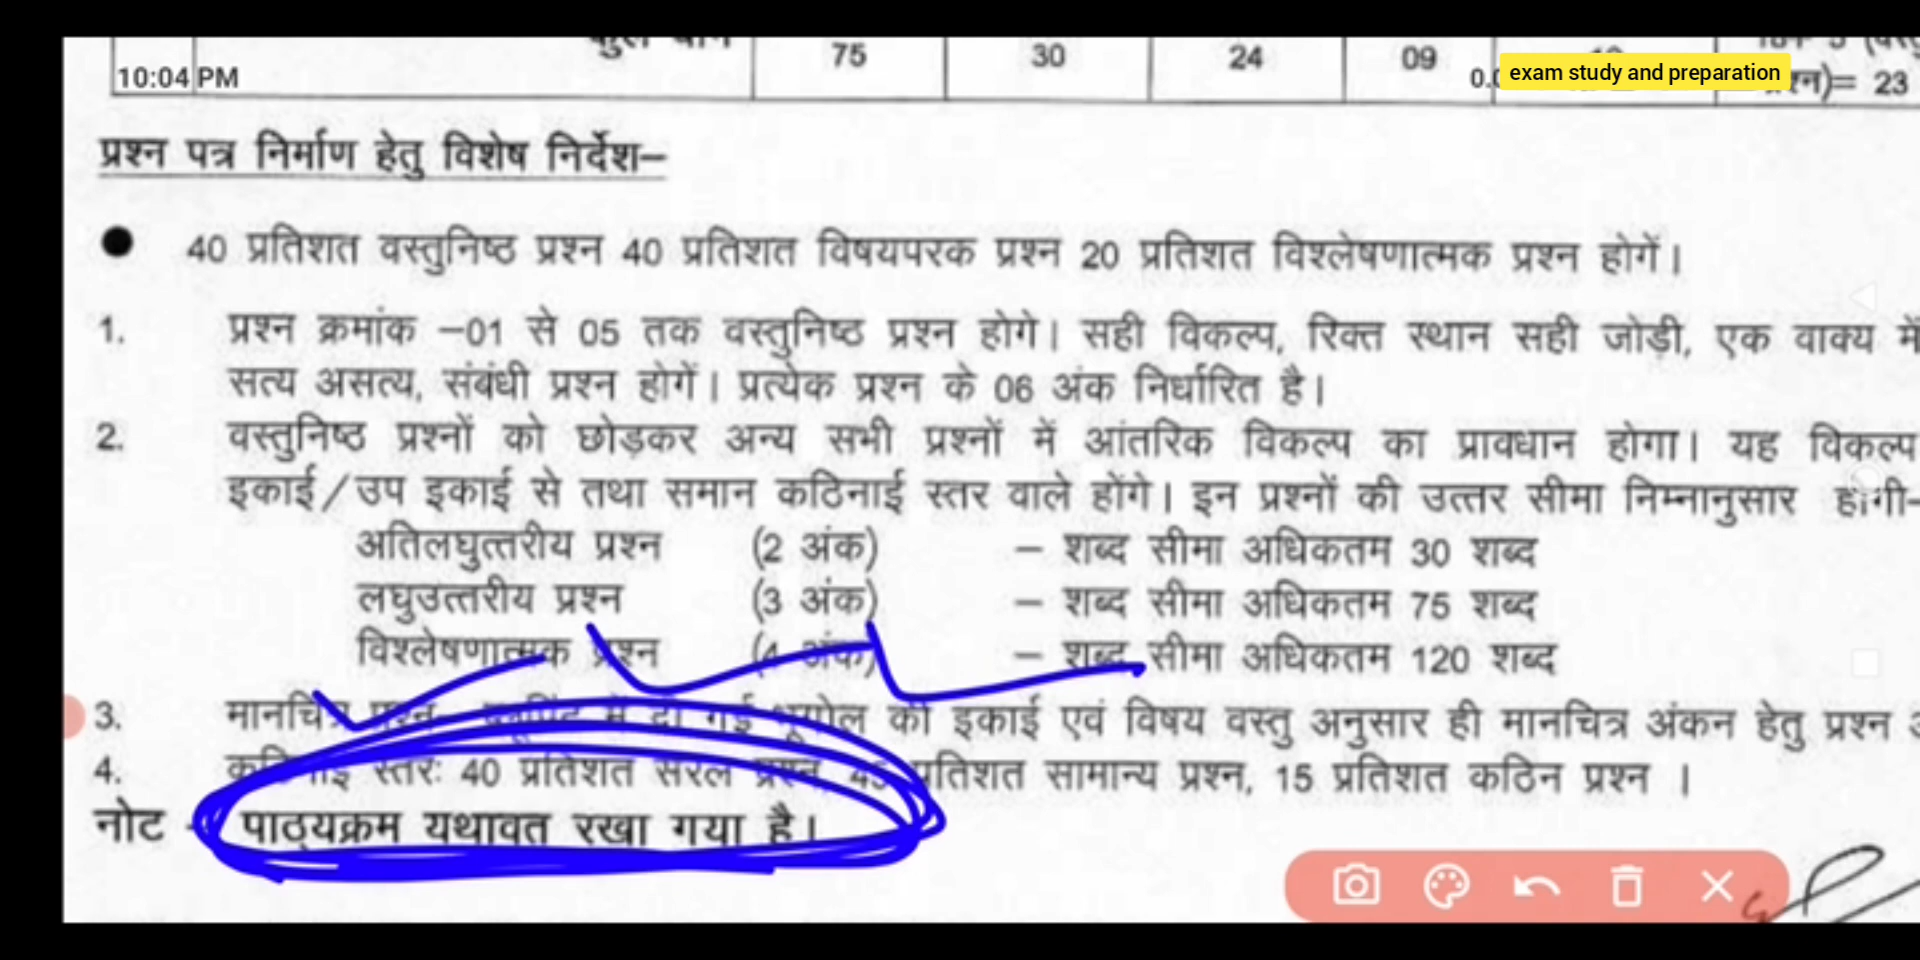 75 30 24 09
10:04 PM
exam study and preparation
23
प्रश्न पत्र निर्माण हेतु विशेष निर्देश–
● 40 प्रतिशत वस्तुनिष्ठ प्रश्न 40 प्रतिशत विषयपरक प्रश्न 20 प्रतिशत विश्लेषणात्मक प्रश्न होगें।
1. प्रश्न क्रमांक –01 से 05 तक वस्तुनिष्ठ प्रश्न होगे। सही विकल्प, रिक्त स्थान सही जोडी, एक वाक्य में
सत्य असत्य, संबंधी प्रश्न होगें। प्रत्येक प्रश्न के 06 अंक निर्धारित है।
2. वस्तुनिष्ठ प्रश्नों को छोड़कर अन्य सभी प्रश्नों में आंतरिक विकल्प का प्रावधान होगा। यह विकल्प
इकाई/उप इकाई से तथा समान कठिनाई स्तर वाले होंगे। इन प्रश्नों की उत्तर सीमा निम्नानुसार होगी–
अतिलघुत्तरीय प्रश्न (2 अंक) – शब्द सीमा अधिकतम 30 शब्द
लघुउत्तरीय प्रश्न (3 अंक) – शब्द सीमा अधिकतम 75 शब्द
विश्लेषणात्मक प्रश्न (4 अंक) – शब्द सीमा अधिकतम 120 शब्द
3. मानचित्र प्रश्न– ब्लूप्रिंट में दी गई भूगोल की इकाई एवं विषय वस्तु अनुसार ही मानचित्र अंकन हेतु प्रश्न
4. कठिनाई स्तरः 40 प्रतिशत सरल प्रश्न, 45 प्रतिशत सामान्य प्रश्न, 15 प्रतिशत कठिन प्रश्न ।
नोट – पाठ्यक्रम यथावत रखा गया है।